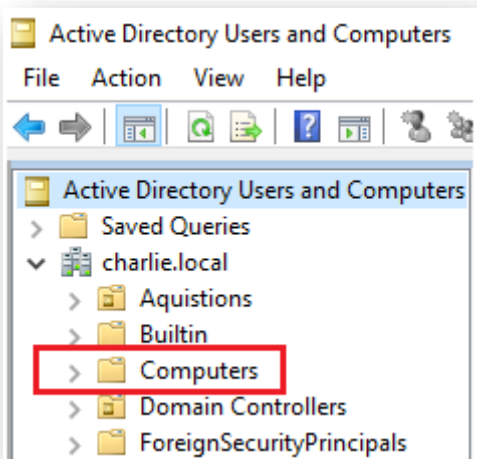 Active Directory Users and Computers
File Action View Help
Active Directory Users and Computers
Saved Queries
charlie.local
Aquistions
Builtin
Computers
Domain Controllers
ForeignSecurityPrincipals